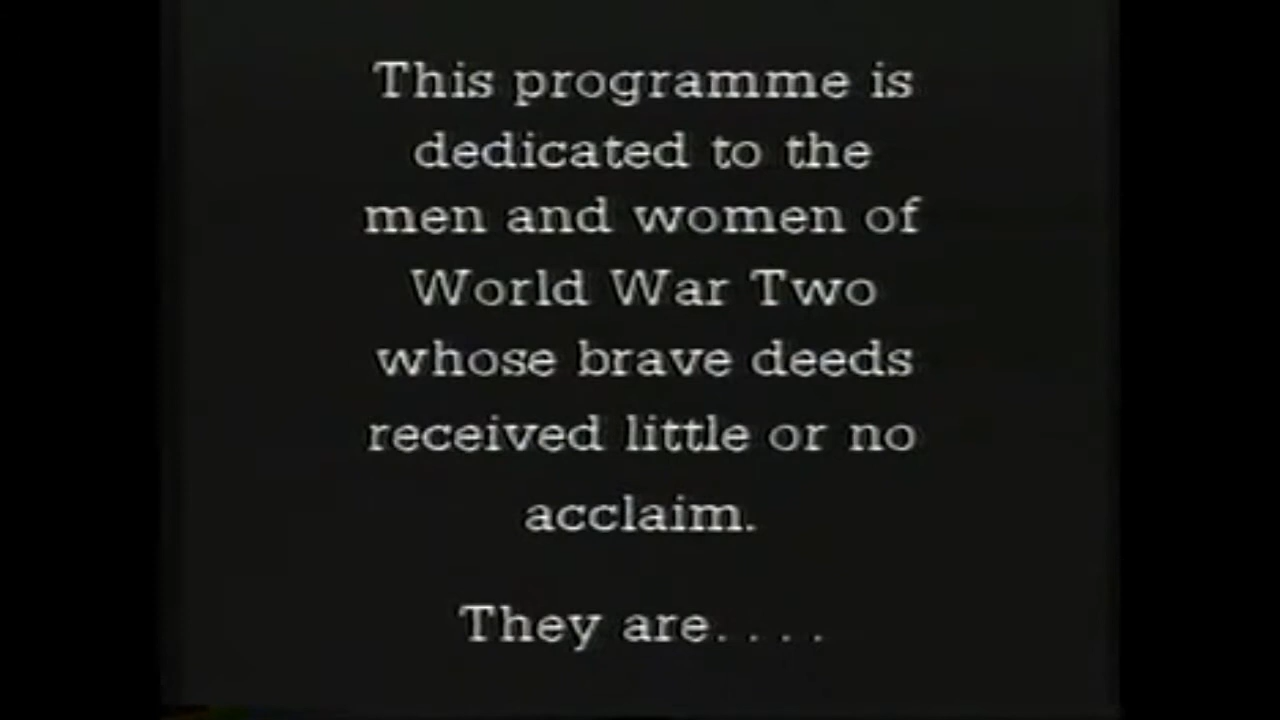 This programme is
dedicated to the
men and women of
World War Two
whose brave deeds
received little or no
acclaim.
They are. . . .